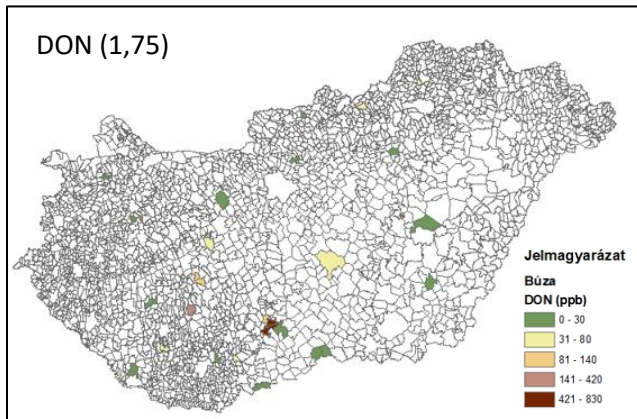 DON (1,75)
Jelmagyarázat
Búza
DON (ppb)
0 - 30
31 - 80
81 - 140
141 - 420
421 - 830